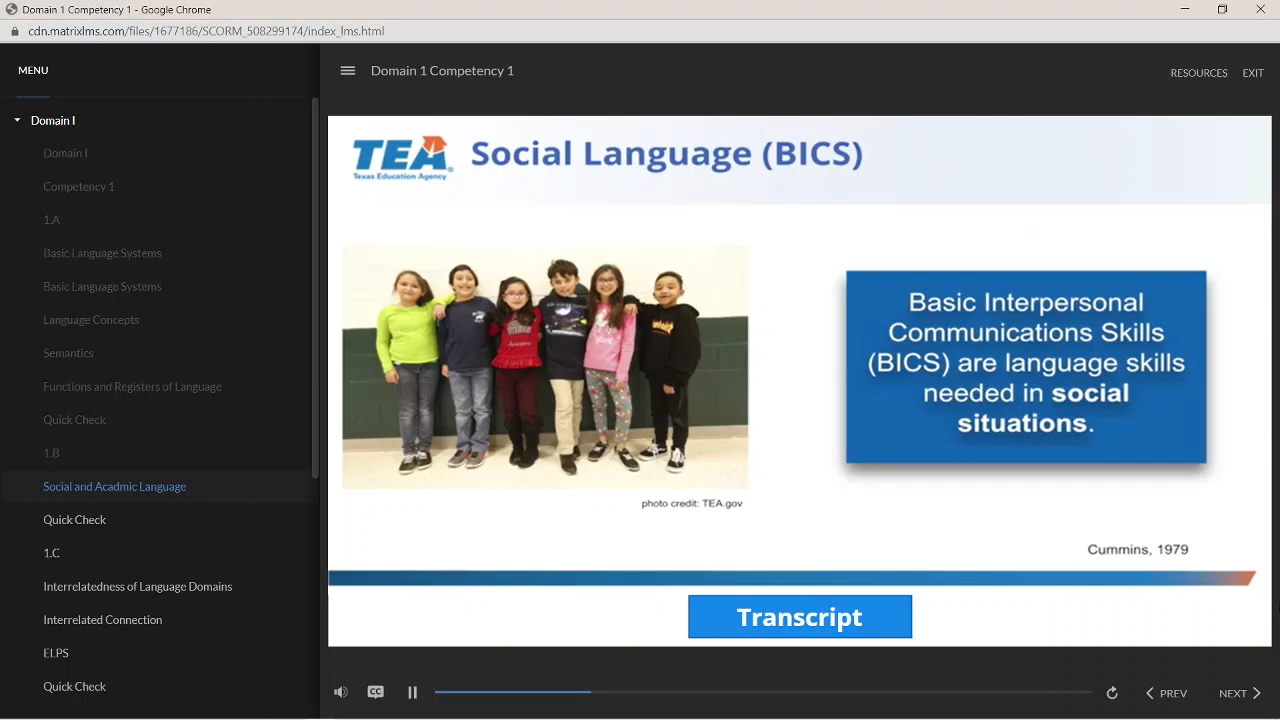 Domain 1 Competency 1 - Google Chrome
cdn.matrixlms.com/files/1677186/SCORM_508299174/index_lms.html
MENU
Domain I
Domain I
Competency 1
1.A
Basic Language Systems
Basic Language Systems
Language Concepts
Semantics
Functions and Registers of Language
Quick Check
1.B
Social and Acadmic Language
Quick Check
1.C
Interrelatedness of Language Domains
Interrelated Connection
ELPS
Quick Check
Domain 1 Competency 1
RESOURCES EXIT
TEA
Texas Education Agency
Social Language (BICS)
Basic Interpersonal
Communications Skills
(BICS) are language skills
needed in social
situations.
photo credit: TEA.gov
Cummins, 1979
Transcript
CC
PREV NEXT